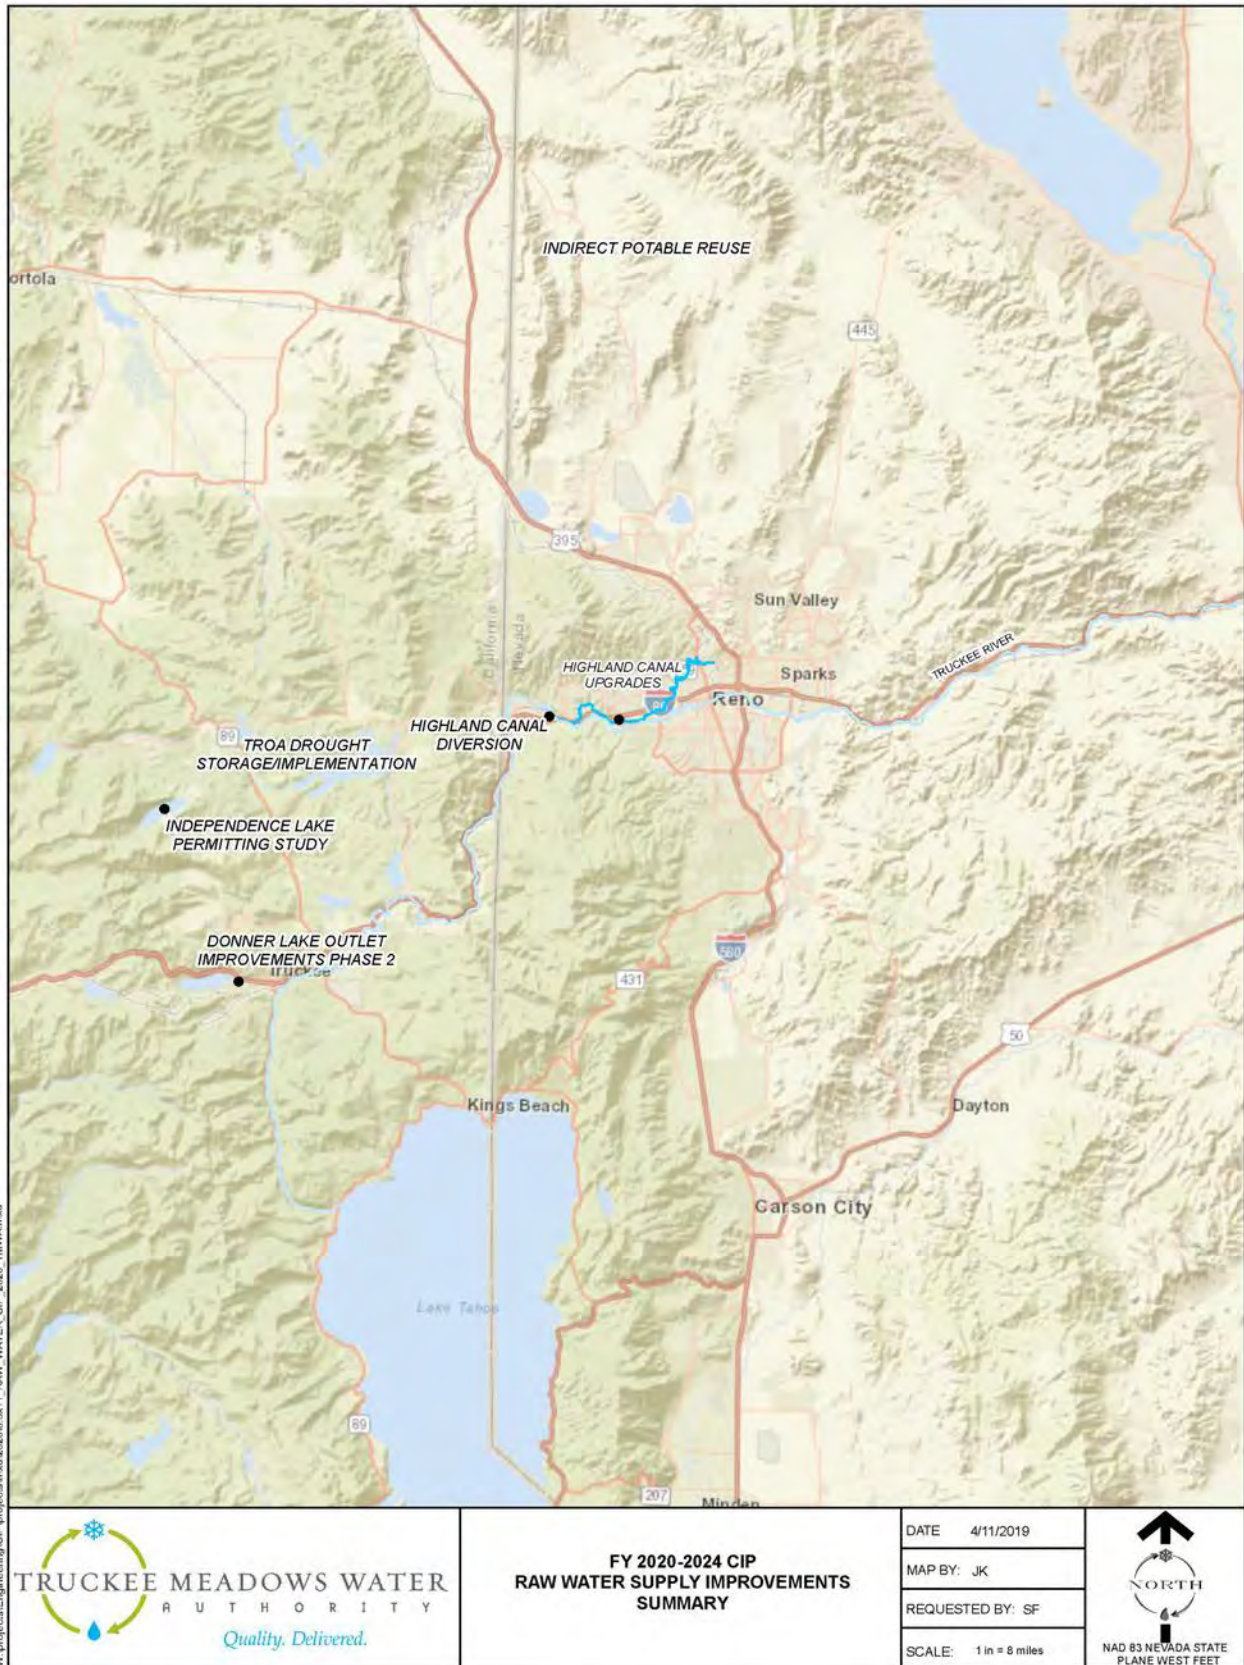 INDIRECT POTABLE REUSE
ortola
445
395
Sun Valley
California
Nevada
TRUCKEE RIVER
HIGHLAND CANAL
UPGRADES
Sparks
80
Reno
HIGHLAND CANAL
DIVERSION
89
TROA DROUGHT
STORAGE/IMPLEMENTATION
INDEPENDENCE LAKE
PERMITTING STUDY
DONNER LAKE OUTLET
IMPROVEMENTS PHASE 2
Truckee
580
431
50
Kings Beach
Dayton
Carson City
Lake Tahoe
89
207
Minden
TRUCKEE MEADOWS WATER
AUTHORITY
Quality. Delivered.
FY 2020-2024 CIP
RAW WATER SUPPLY IMPROVEMENTS
SUMMARY
DATE 4/11/2019
MAP BY: JK
REQUESTED BY: SF
SCALE: 1 in = 8 miles
NORTH
NAD 83 NEVADA STATE
PLANE WEST FEET